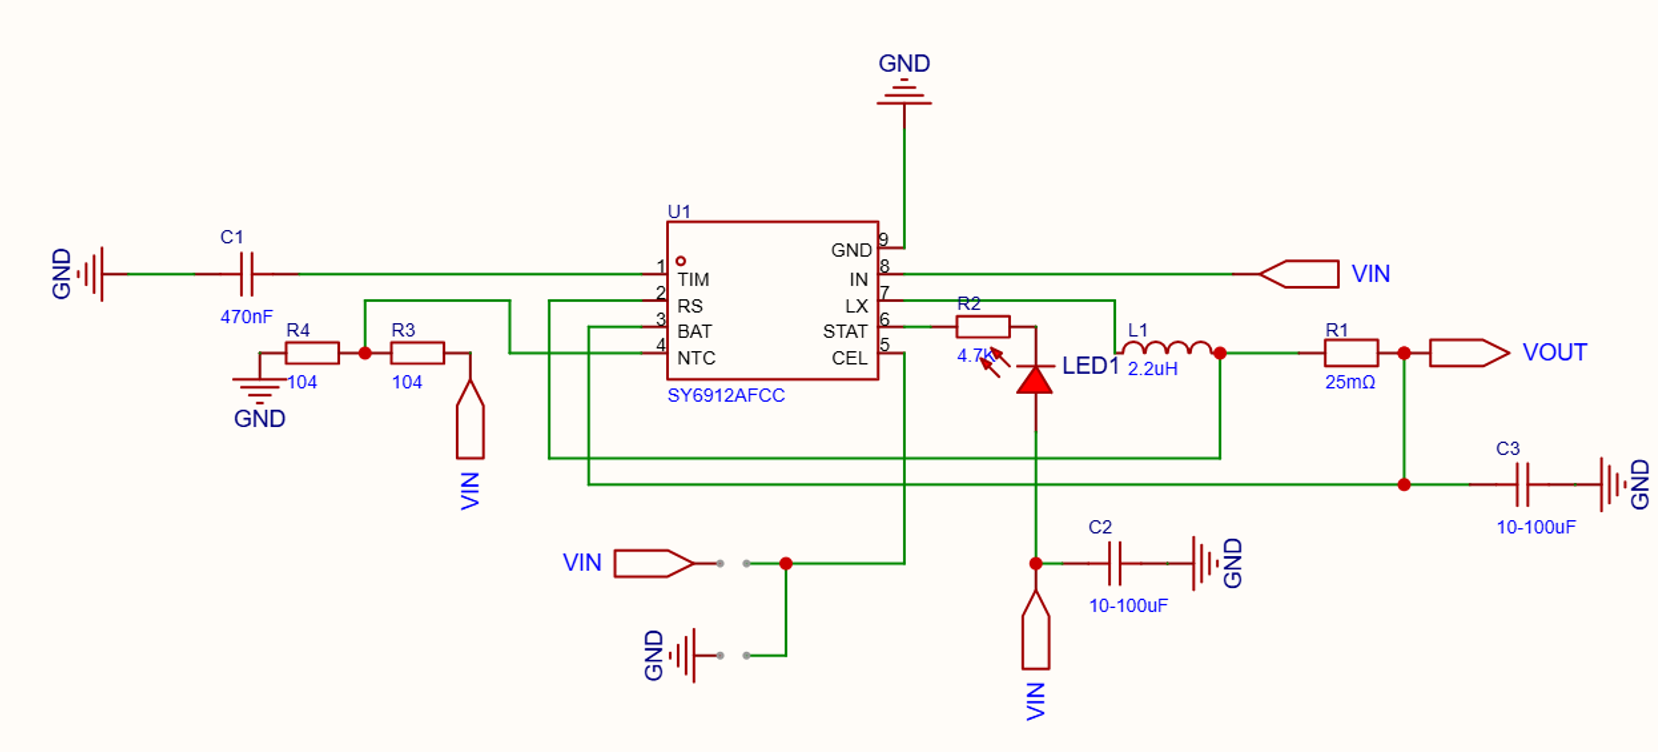 GND
U1
C1
GND
9
GND
GND
1
8
TIM
IN
VIN
470nF
2
7
RS
LX
R2
R4
R3
3
6
BAT
STAT
L1
R1
4
5
NTC
CEL
4.7K
LED1
2.2uH
VOUT
104
104
25mΩ
SY6912AFCC
GND
VIN
C3
GND
10-100uF
C2
VIN
GND
10-100uF
GND
VIN